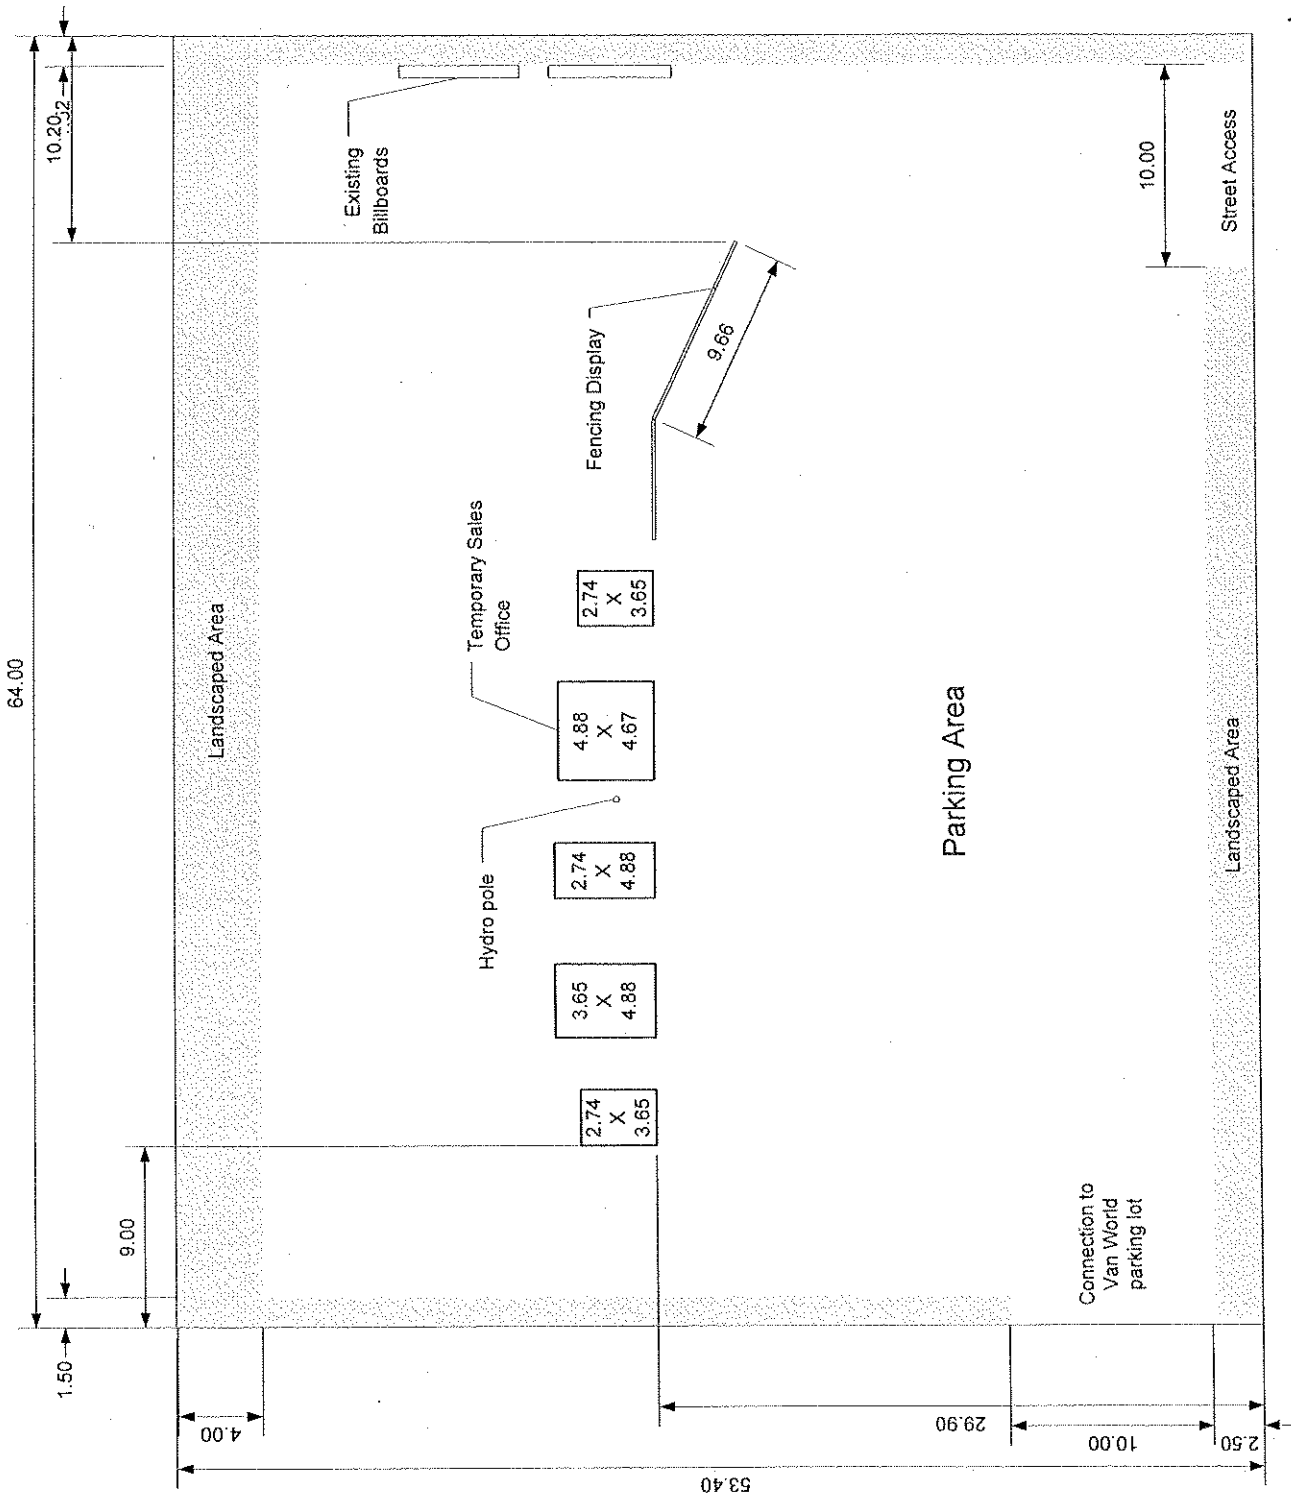 64.00
10.20
1.50
9.00
Landscaped Area
Existing
Billboards
Fencing Display
9.66
10.00
Street Access
Temporary Sales
Office
Hydro pole
2.74
X
3.65
3.65
X
4.88
2.74
X
4.88
4.88
X
4.67
2.74
X
3.65
Parking Area
Connection to
Van World
parking lot
Landscaped Area
4.00
29.90
10.00
2.50
53.40